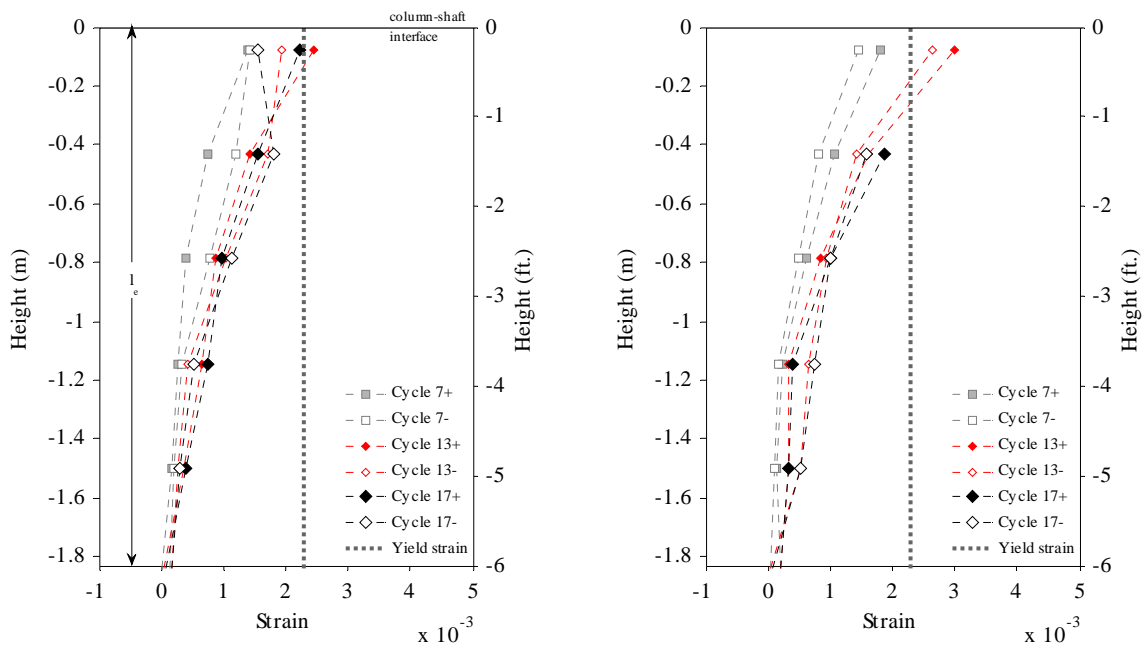 column-shaft
interface
0
-0.2
-0.4
-0.6
-0.8
-1
-1.2
-1.4
-1.6
-1.8
Height (m)
l_e
0
-1
-2
-3
-4
-5
-6
Height (ft.)
Cycle 7+
Cycle 7-
Cycle 13+
Cycle 13-
Cycle 17+
Cycle 17-
Yield strain
-1 0 1 2 3 4 5
Strain
x 10⁻³
0
-0.2
-0.4
-0.6
-0.8
-1
-1.2
-1.4
-1.6
-1.8
Height (m)
0
-1
-2
-3
-4
-5
-6
Height (ft.)
Cycle 7+
Cycle 7-
Cycle 13+
Cycle 13-
Cycle 17+
Cycle 17-
Yield strain
-1 0 1 2 3 4 5
Strain
x 10⁻³